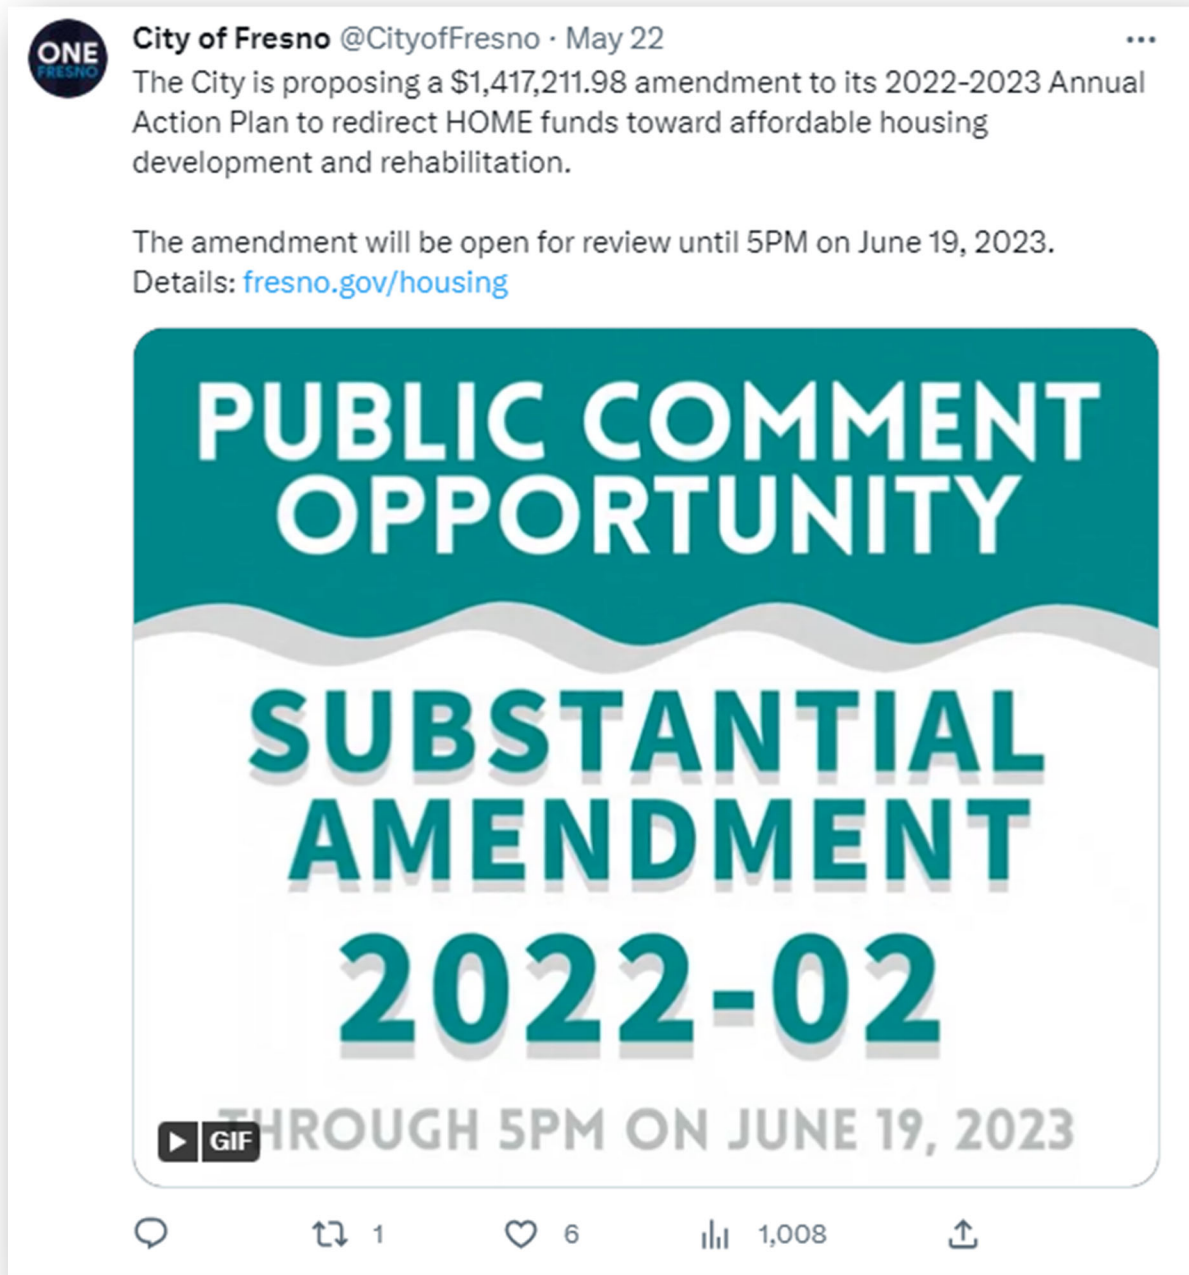 ONE
FRESNO
City of Fresno @CityofFresno · May 22
The City is proposing a $1,417,211.98 amendment to its 2022-2023 Annual
Action Plan to redirect HOME funds toward affordable housing
development and rehabilitation.
The amendment will be open for review until 5PM on June 19, 2023.
Details: fresno.gov/housing
PUBLIC COMMENT
OPPORTUNITY
SUBSTANTIAL
AMENDMENT
2022-02
THROUGH 5PM ON JUNE 19, 2023
GIF
1
6
1,008